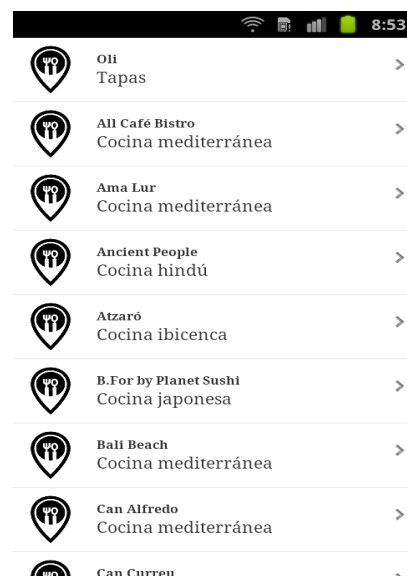 8:53
Oli
Tapas
All Café Bistro
Cocina mediterránea
Ama Lur
Cocina mediterránea
Ancient People
Cocina hindú
Atzaró
Cocina ibicenca
B.For by Planet Sushi
Cocina japonesa
Bali Beach
Cocina mediterránea
Can Alfredo
Cocina mediterránea
Can Curreu